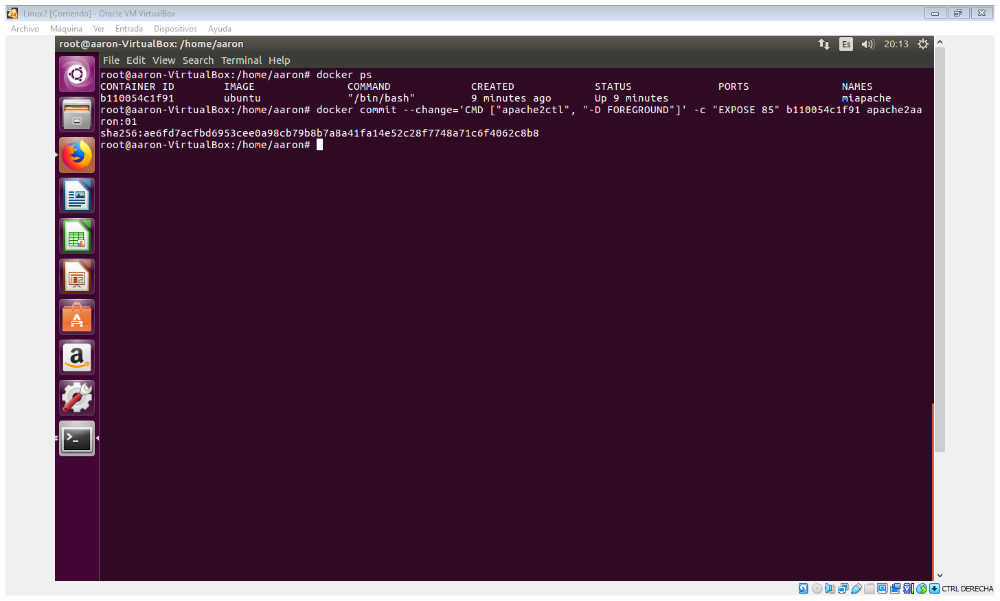 Linux2 [Corriendo] - Oracle VM VirtualBox
Archivo Máquina Ver Entrada Dispositivos Ayuda
root@aaron-VirtualBox: /home/aaron
Es 20:13
File Edit View Search Terminal Help
root@aaron-VirtualBox:/home/aaron# docker ps
CONTAINER ID IMAGE COMMAND CREATED STATUS PORTS NAMES
b110054c1f91 ubuntu "/bin/bash" 9 minutes ago Up 9 minutes miapache
root@aaron-VirtualBox:/home/aaron# docker commit --change='CMD ["apache2ctl", "-D FOREGROUND"]' -c "EXPOSE 85" b110054c1f91 apache2aa
ron:01
sha256:ae6fd7acfbd6953cee0a98cb79b8b7a8a41fa14e52c28f7748a71c6f4062c8b8
root@aaron-VirtualBox:/home/aaron#
CTRL DERECHA